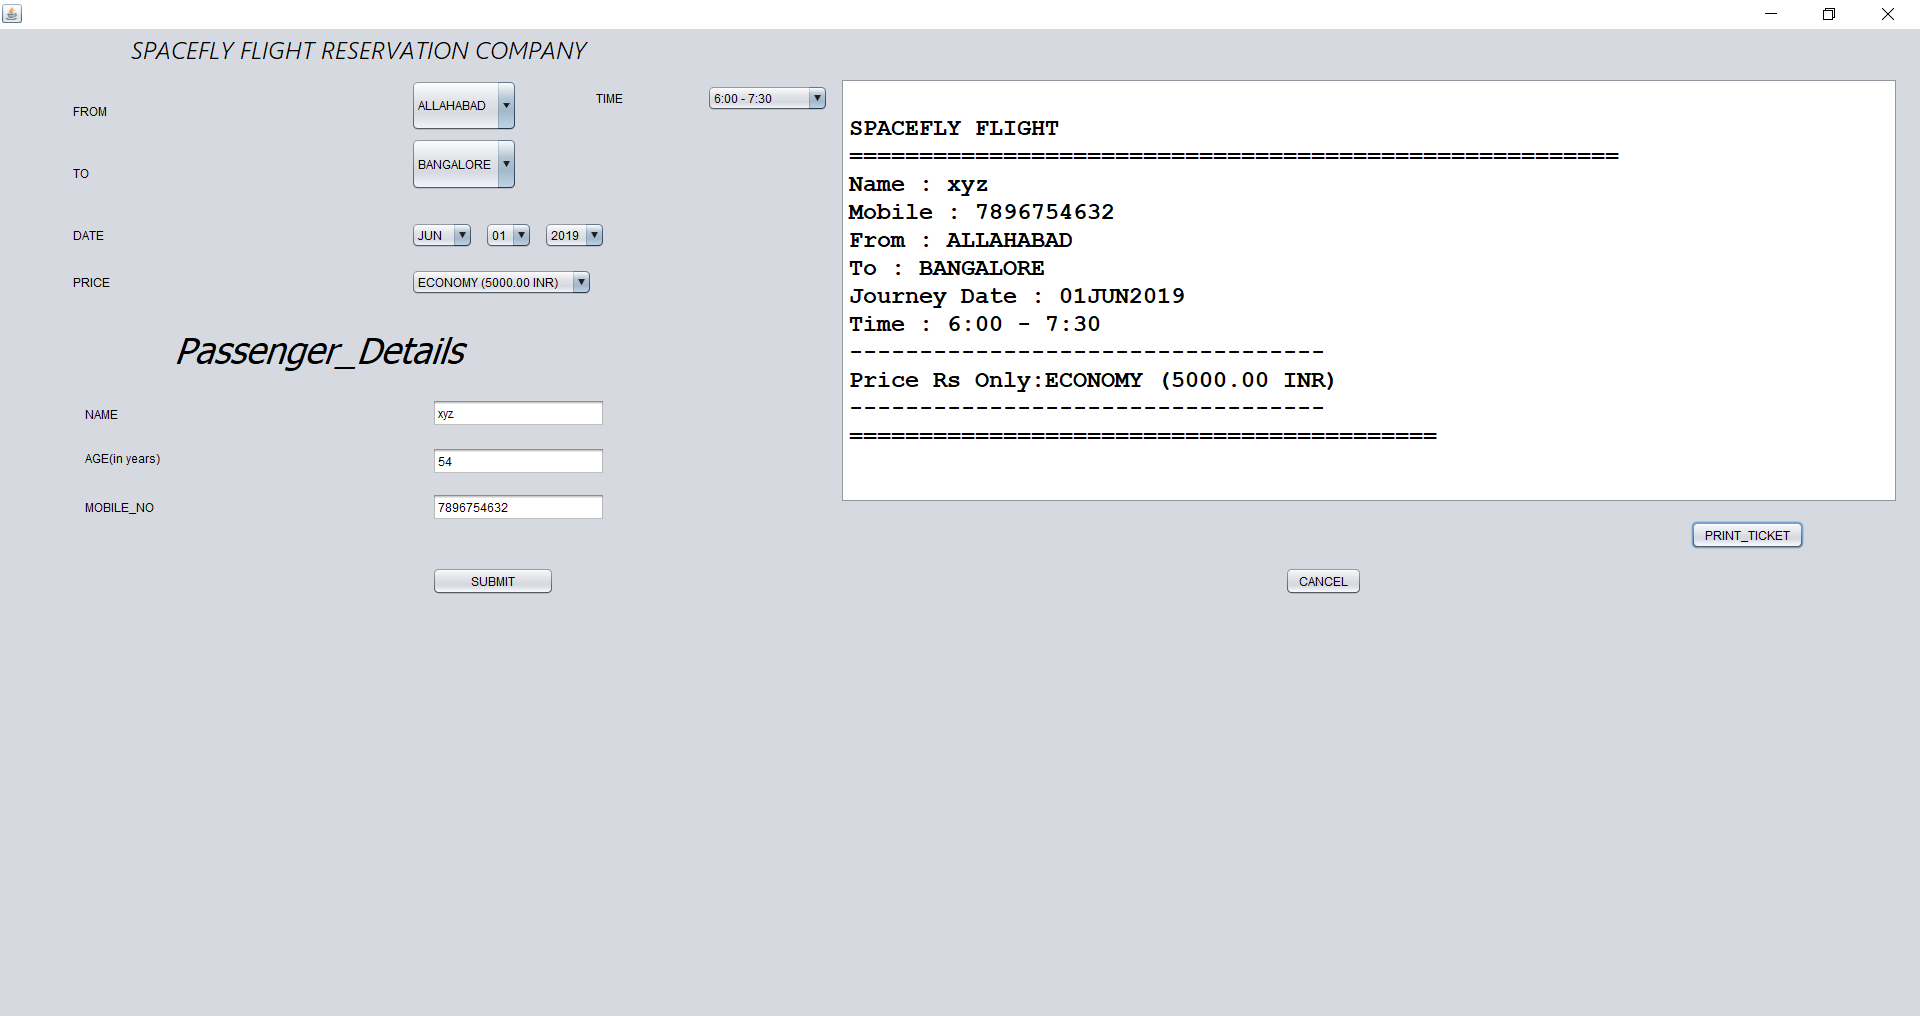 SPACEFLY FLIGHT RESERVATION COMPANY
FROM
ALLAHABAD
TIME
6:00 - 7:30
TO
BANGALORE
DATE
JUN
01
2019
PRICE
ECONOMY (5000.00 INR)
Passenger_Details
NAME
xyz
AGE(in years)
54
MOBILE_NO
7896754632
SUBMIT
SPACEFLY FLIGHT
=======================================================
Name : xyz
Mobile : 7896754632
From : ALLAHABAD
To : BANGALORE
Journey Date : 01JUN2019
Time : 6:00 - 7:30
----------------------------------
Price Rs Only:ECONOMY (5000.00 INR)
----------------------------------
==========================================
PRINT_TICKET
CANCEL